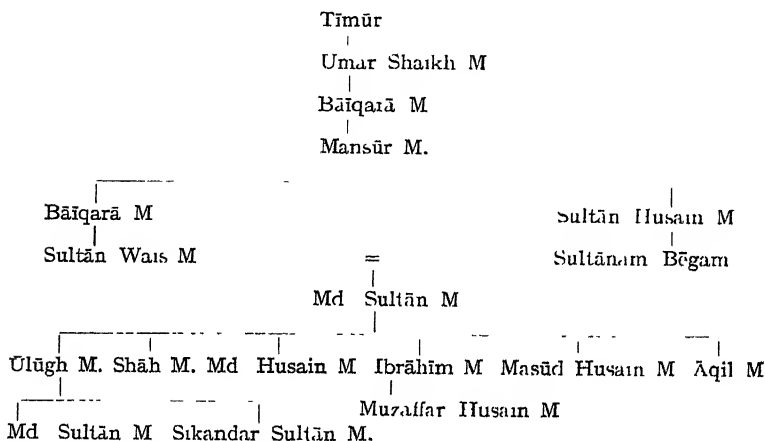 Tīmūr
Umar Shaikh M
Bāīqarā M
Mansūr M.
Bāīqarā M Sultān Husain M
Sultān Wais M Sultānam Bēgam
=
Md Sultān M
Ūlūgh M. Shāh M. Md Husain M Ibrāhīm M Masūd Husain M Āqil M
Muzaffar Husain M
Md Sultān M Sikandar Sultān M.